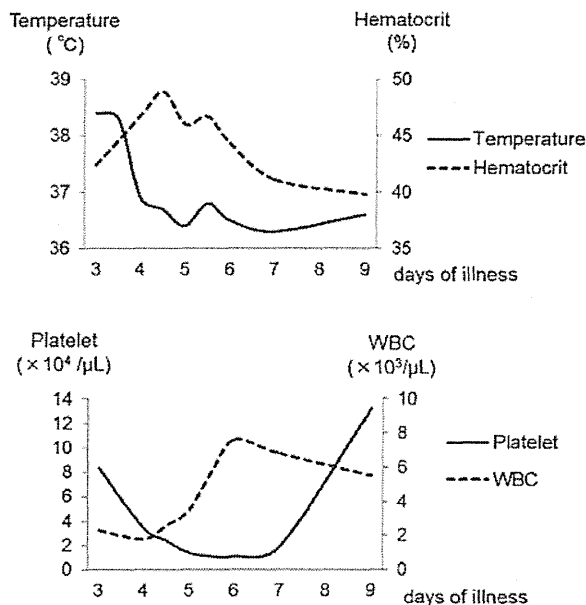 Temperature
( °C)
Hematocrit
(%)
39
38
37
36
50
45
40
35
Temperature
Hematocrit
3 4 5 6 7 8 9
days of illness
Platelet
(×10⁴/μL)
WBC
(×10³/μL)
14
12
10
8
6
4
2
0
10
8
6
4
2
0
Platelet
WBC
3 4 5 6 7 8 9
days of illness